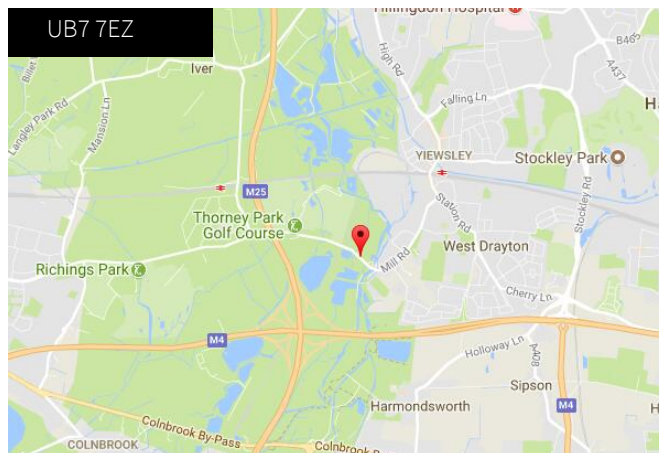 UB7 7EZ
Hillingdon Hospital
B465
A437
High Rd
Iver
Billet
Langley Park Rd
Mansion Ln
Falling Ln
YIEWSLEY
Stockley Park
Stockley Rd
M25
Station Rd
Thorney Park
Golf Course
West Drayton
Mill Rd
Richings Park
Cherry Ln
M4
Holloway Ln
A408
Sipson
Harmondsworth
M4
Colnbrook By-Pass
COLNBROOK
Colnbrook B